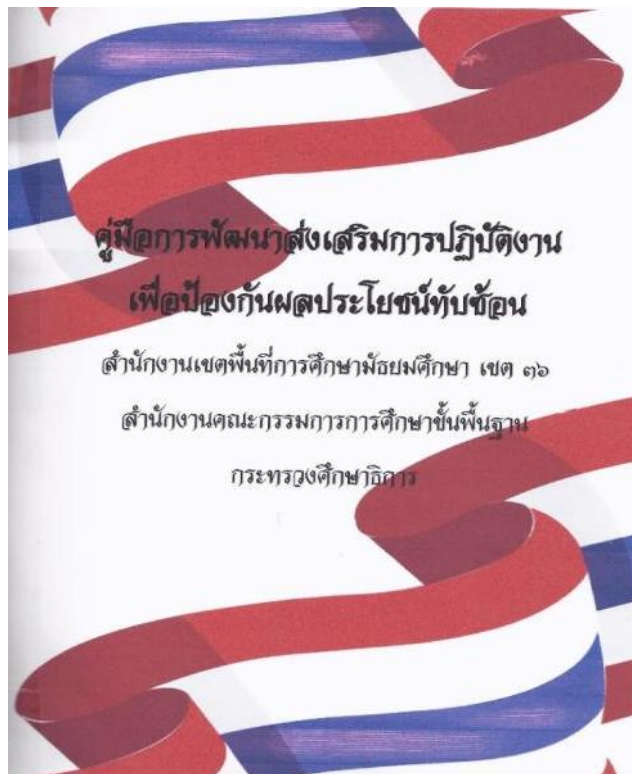 คู่มือการพัฒนาส่งเสริมการปฏิบัติงาน
เพื่อป้องกันผลประโยชน์ทับซ้อน
สำนักงานเขตพื้นที่การศึกษามัธยมศึกษา เขต ๓๖
สำนักงานคณะกรรมการการศึกษาขั้นพื้นฐาน
กระทรวงศึกษาธิการ